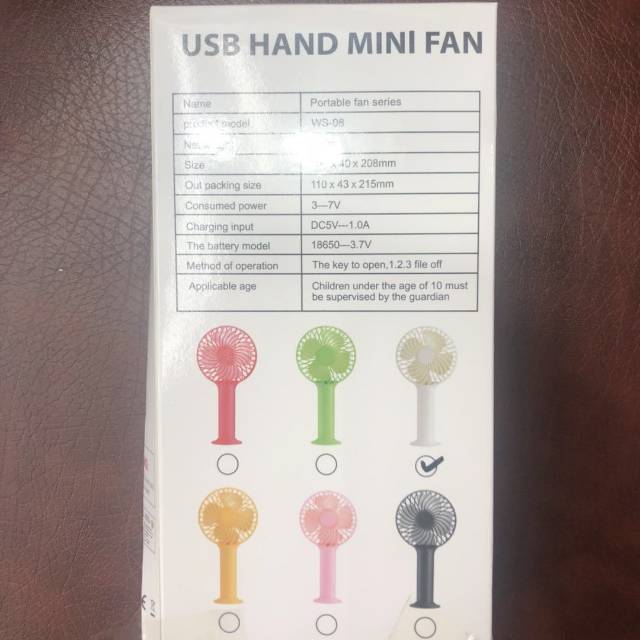 USB HAND MINI FAN
Name Portable fan series
product model WS-08
Size 40 x 208mm
Out packing size 110 x 43 x 215mm
Consumed power 3—7V
Charging input DC5V---1.0A
The battery model 18650—3.7V
Method of operation The key to open,1.2.3 file off
Applicable age Children under the age of 10 must
be supervised by the guardian